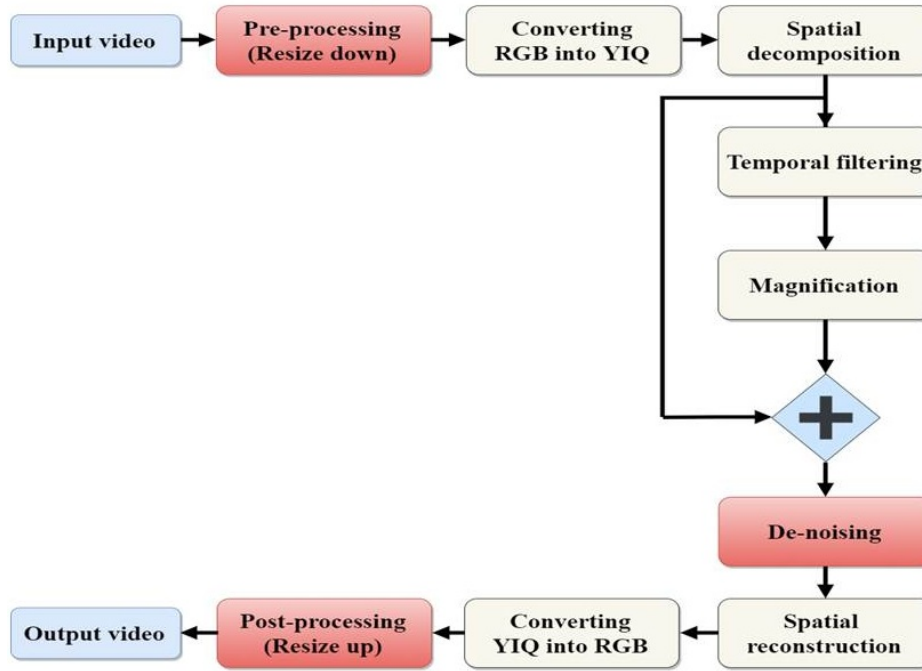 Input video
Pre-processing
(Resize down)
Converting
RGB into YIQ
Spatial
decomposition
Temporal filtering
Magnification
De-noising
Spatial
reconstruction
Converting
YIQ into RGB
Post-processing
(Resize up)
Output video